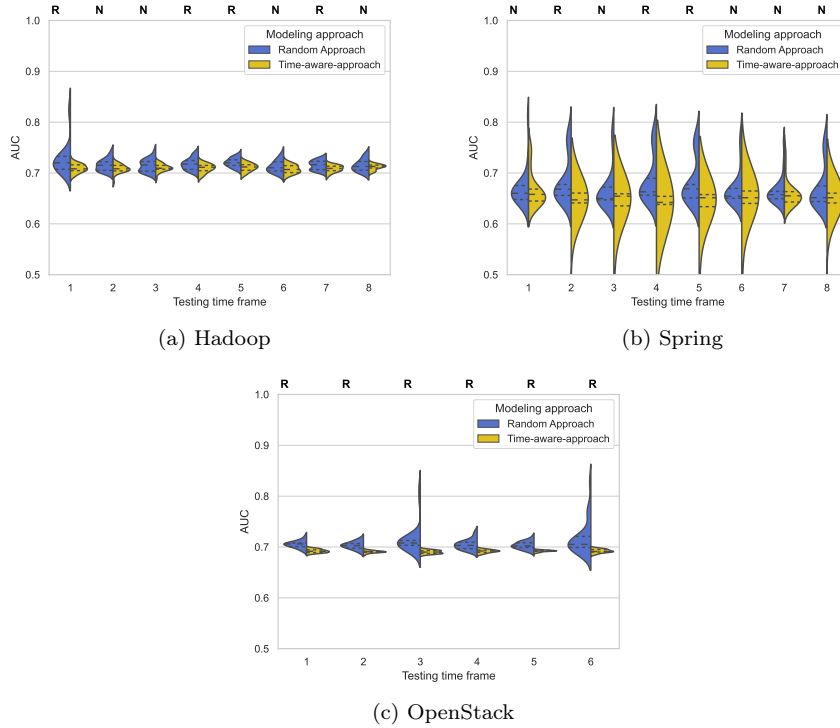 R N N R R N R N
1.0
0.9
0.8
0.7
0.6
0.5
AUC
Modeling approach
Random Approach
Time-aware-approach
1 2 3 4 5 6 7 8
Testing time frame
(a) Hadoop
N R N R R N N N
1.0
0.9
0.8
0.7
0.6
0.5
AUC
Modeling approach
Random Approach
Time-aware-approach
1 2 3 4 5 6 7 8
Testing time frame
(b) Spring
R R R R R R
1.0
0.9
0.8
0.7
0.6
0.5
AUC
Modeling approach
Random Approach
Time-aware-approach
1 2 3 4 5 6
Testing time frame
(c) OpenStack